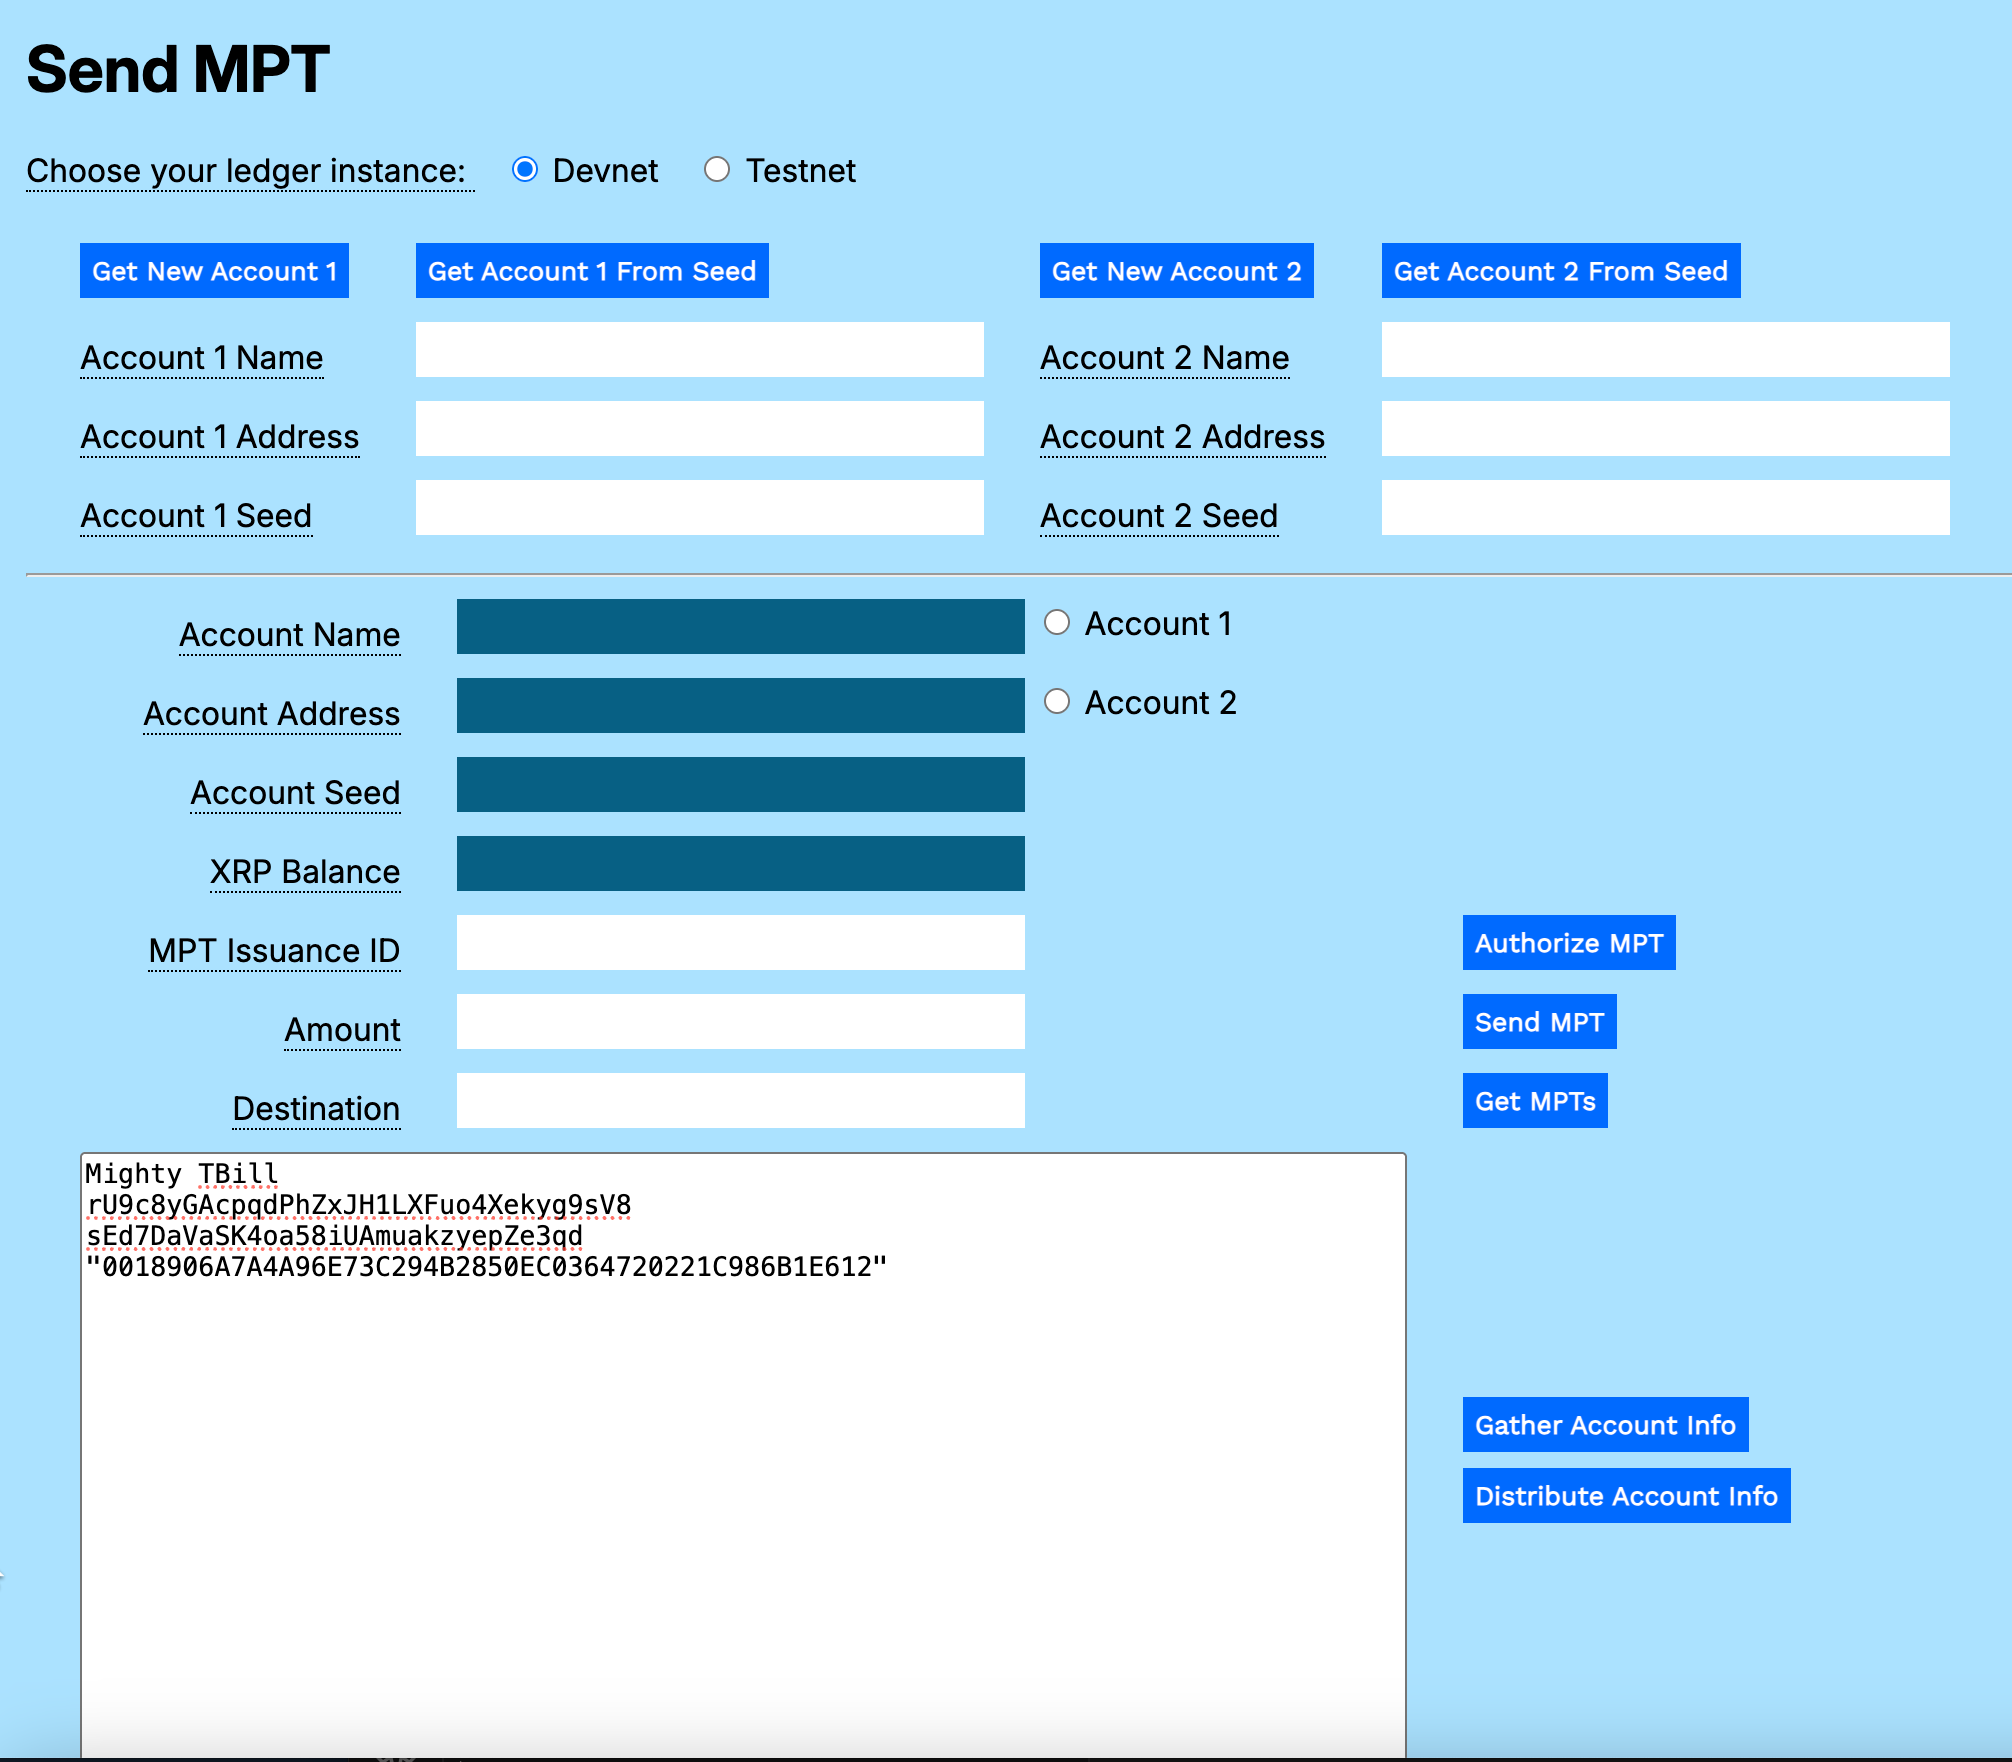 Send MPT
Choose your ledger instance: Devnet Testnet
Get New Account 1 Get Account 1 From Seed Get New Account 2 Get Account 2 From Seed
Account 1 Name Account 2 Name
Account 1 Address Account 2 Address
Account 1 Seed Account 2 Seed
Account Name Account 1
Account Address Account 2
Account Seed
XRP Balance
MPT Issuance ID Authorize MPT
Amount Send MPT
Destination Get MPTs
Mighty TBill
rU9c8yGAcpqdPhZxJH1LXFuo4Xekyg9sV8
sEd7DaVaSK4oa58iUAmuakzyepZe3qd
"0018906A7A4A96E73C294B2850EC0364720221C986B1E612"
Gather Account Info
Distribute Account Info